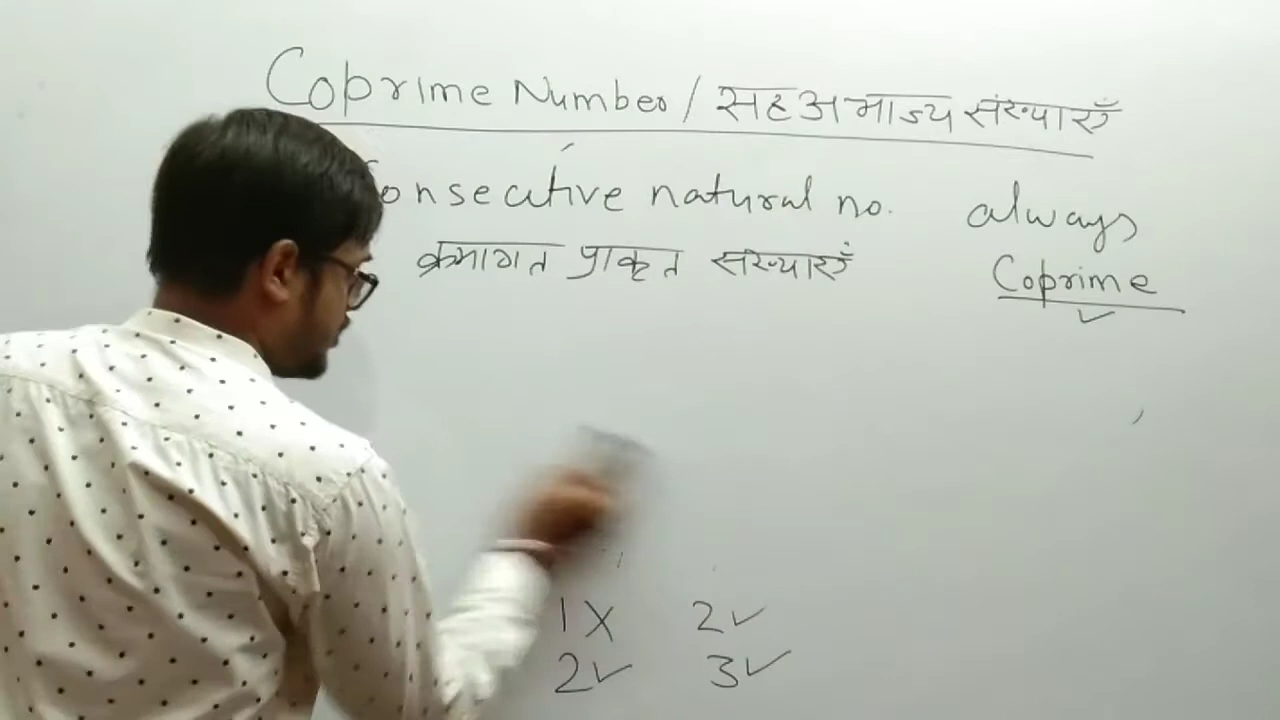 Coprime Number / सहअभाज्य संख्याएँ
onsecutive natural no. always
क्रमागत प्राकृत संख्याएँ Coprime
1 X 2 ✓
2 ✓ 3 ✓